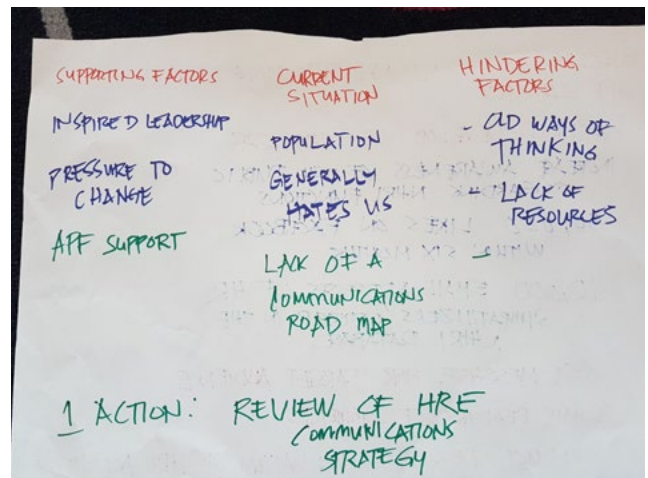 SUPPORTING FACTORS
INSPIRED LEADERSHIP
PRESSURE TO
CHANGE
APF SUPPORT
CURRENT
SITUATION
POPULATION
GENERALLY
HATES US
LACK OF A
COMMUNICATIONS
ROAD MAP
HINDERING
FACTORS
- OLD WAYS OF
THINKING
- LACK OF
RESOURCES
-
1 ACTION: REVIEW OF HRE
COMMUNICATIONS
STRATEGY